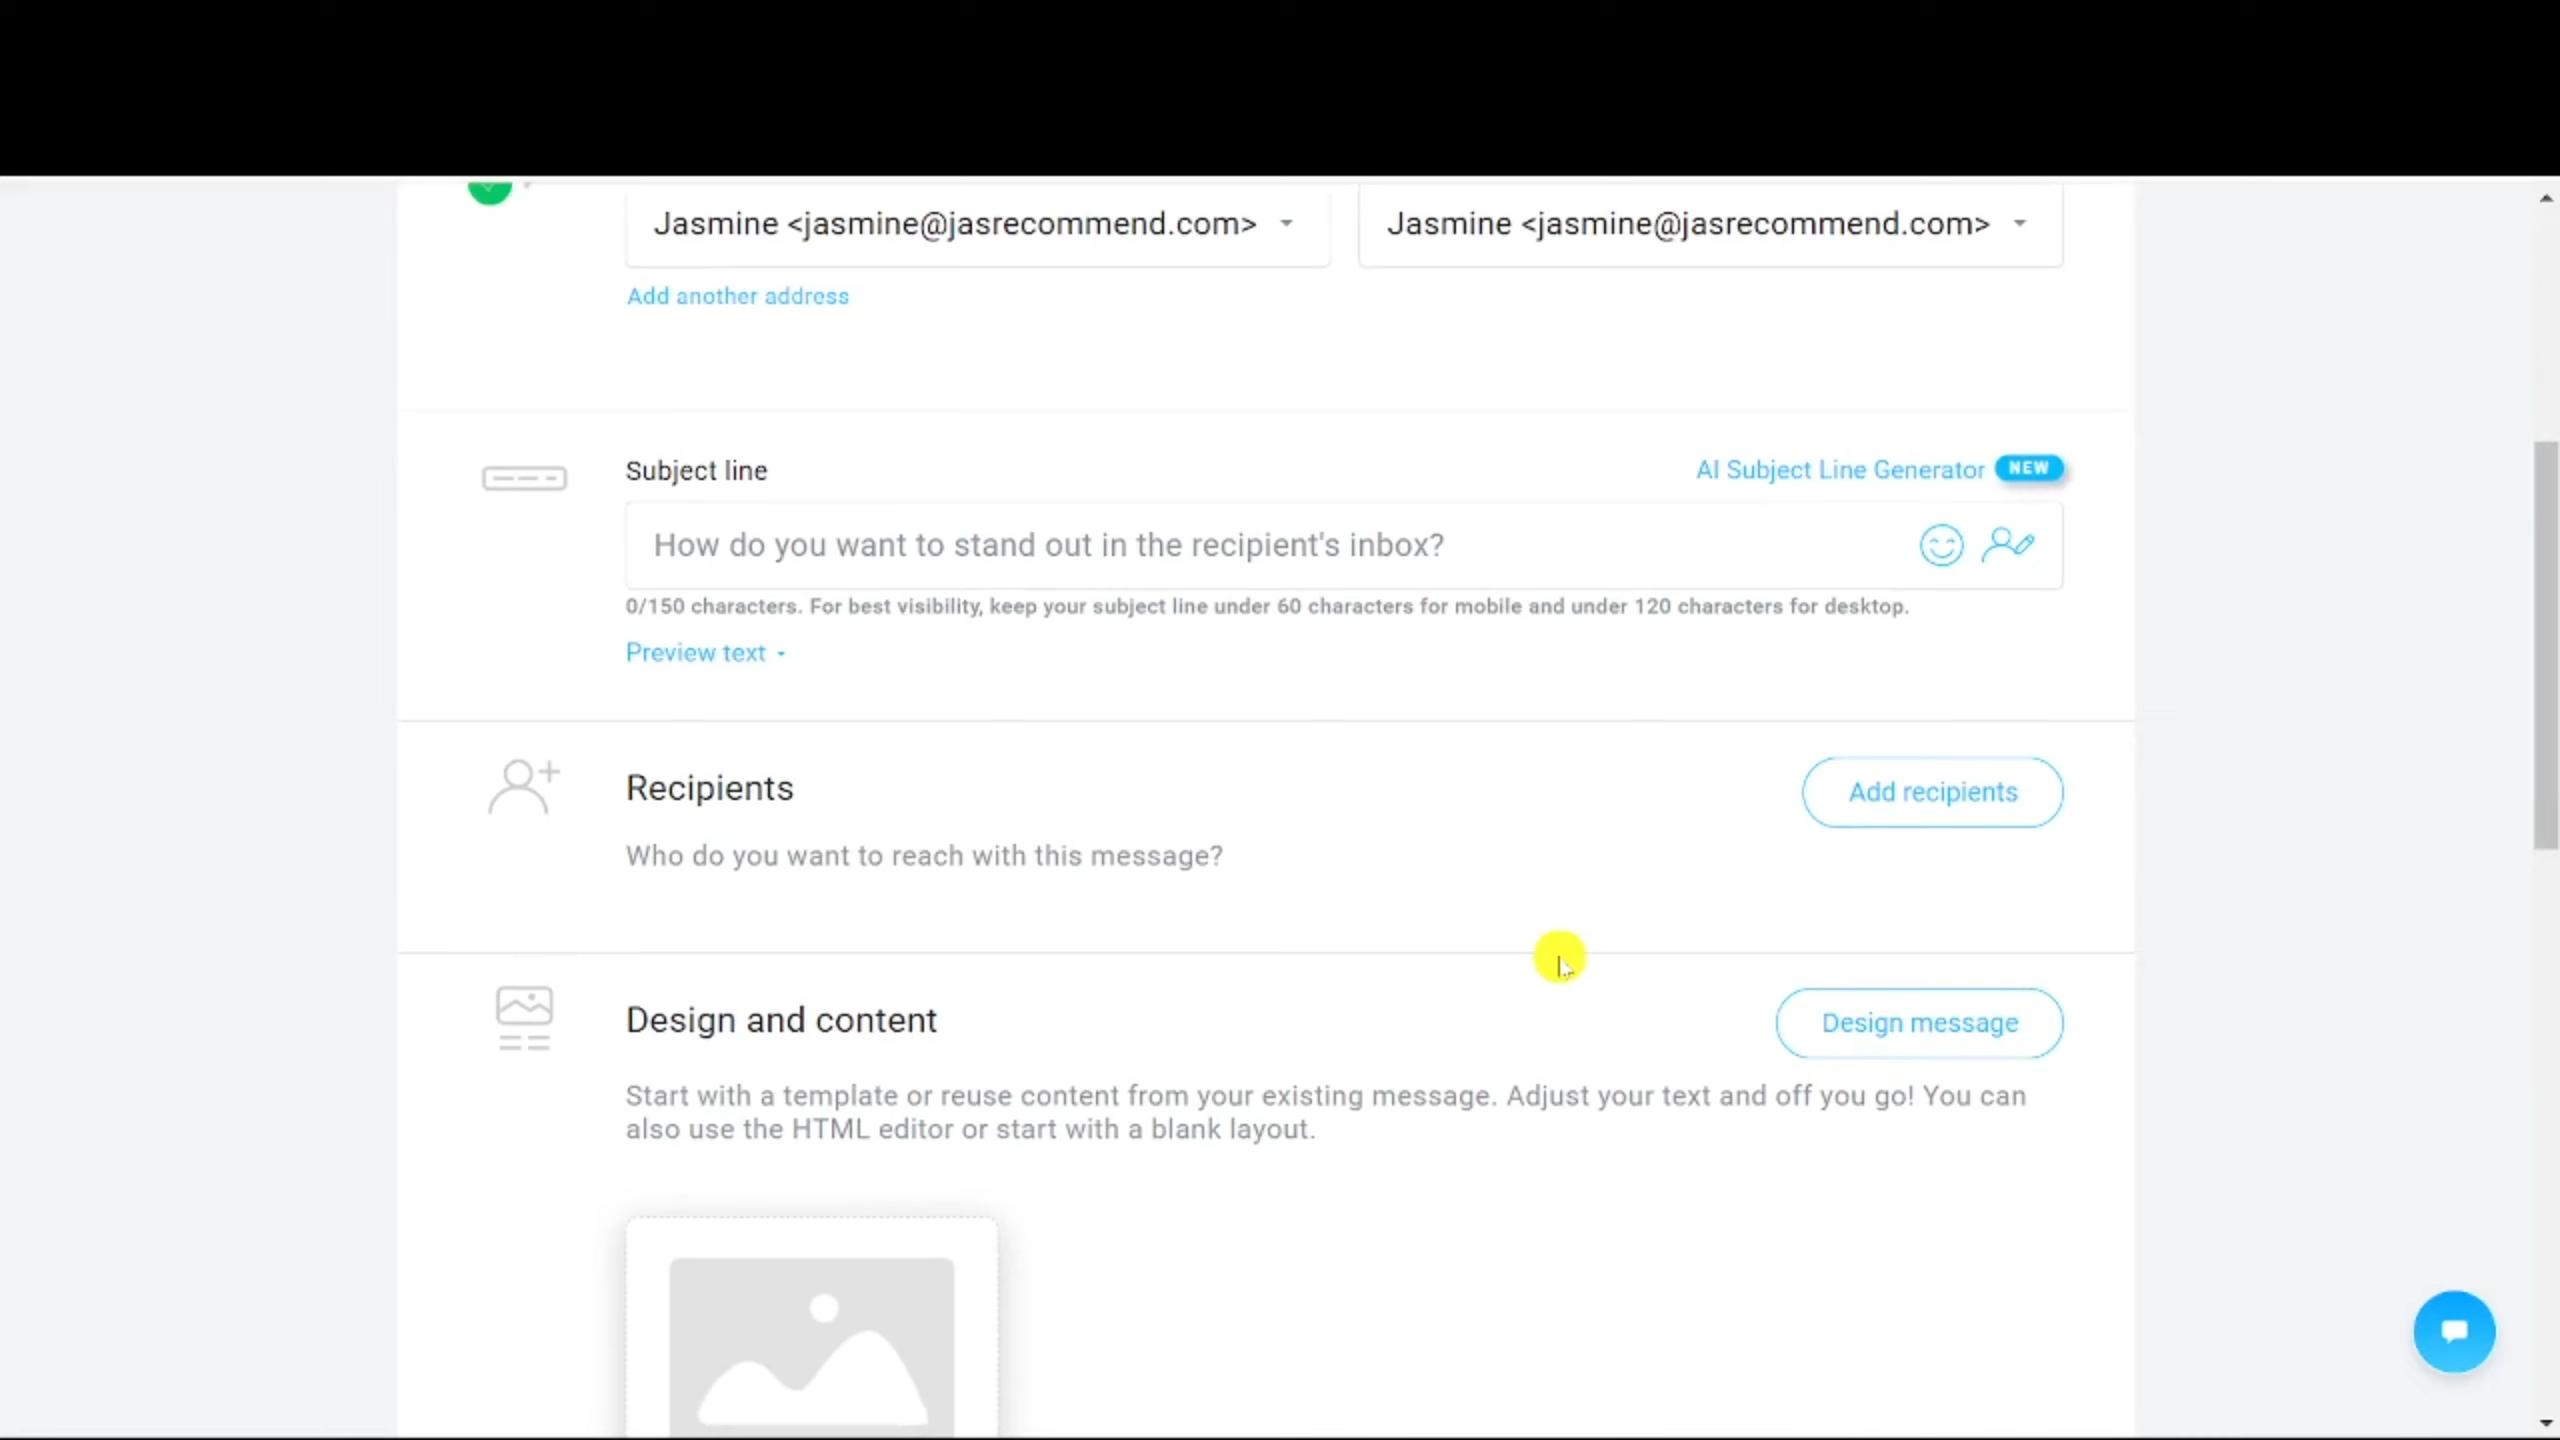 Jasmine <jasmine@jasrecommend.com> Jasmine <jasmine@jasrecommend.com>
Add another address
Subject line AI Subject Line Generator NEW
How do you want to stand out in the recipient's inbox?
0/150 characters. For best visibility, keep your subject line under 60 characters for mobile and under 120 characters for desktop.
Preview text
Recipients Add recipients
Who do you want to reach with this message?
Design and content Design message
Start with a template or reuse content from your existing message. Adjust your text and off you go! You can
also use the HTML editor or start with a blank layout.